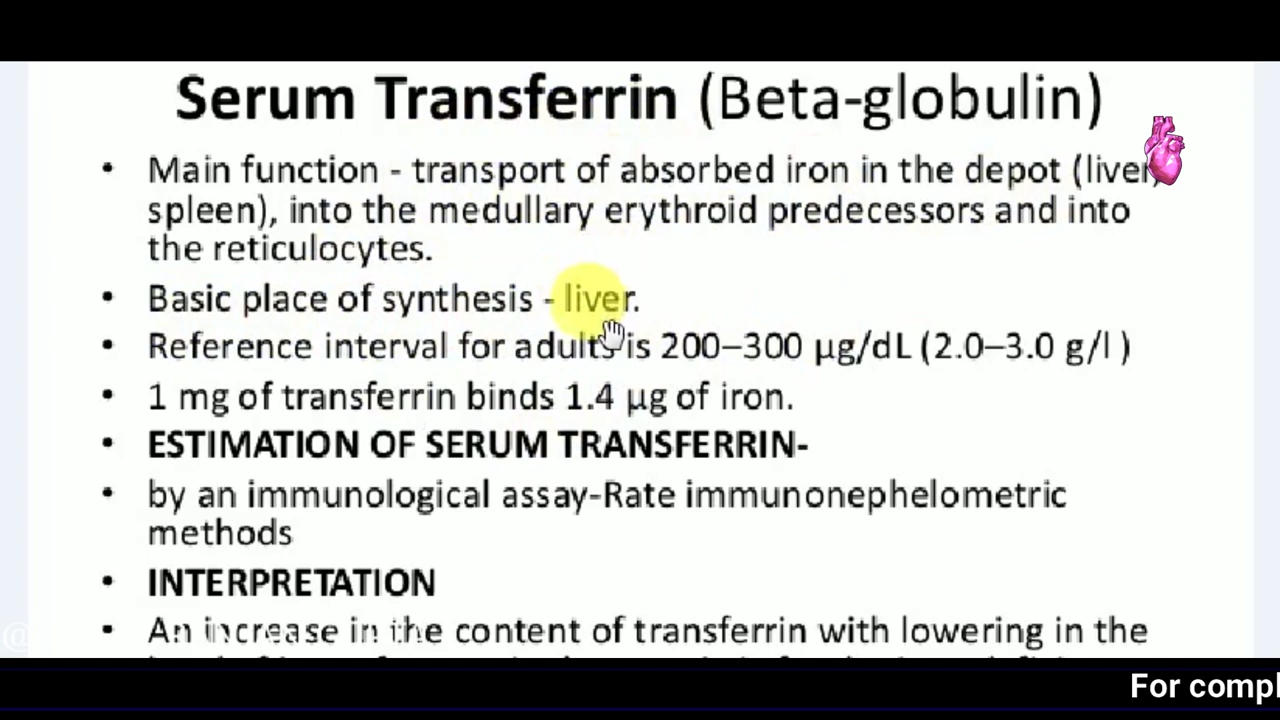 Serum Transferrin (Beta-globulin)
• Main function - transport of absorbed iron in the depot (liver,
spleen), into the medullary erythroid predecessors and into
the reticulocytes.
• Basic place of synthesis - liver.
• Reference interval for adults is 200–300 μg/dL (2.0–3.0 g/l )
• 1 mg of transferrin binds 1.4 μg of iron.
• ESTIMATION OF SERUM TRANSFERRIN-
• by an immunological assay-Rate immunonephelometric
methods
• INTERPRETATION
• An increase in the content of transferrin with lowering in the
For compl